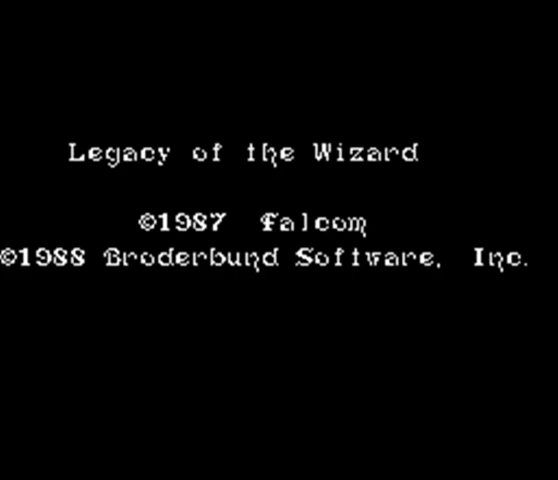 Legacy of the Wizard
©1987 Falcom
©1988 Broderbund Software, Inc.